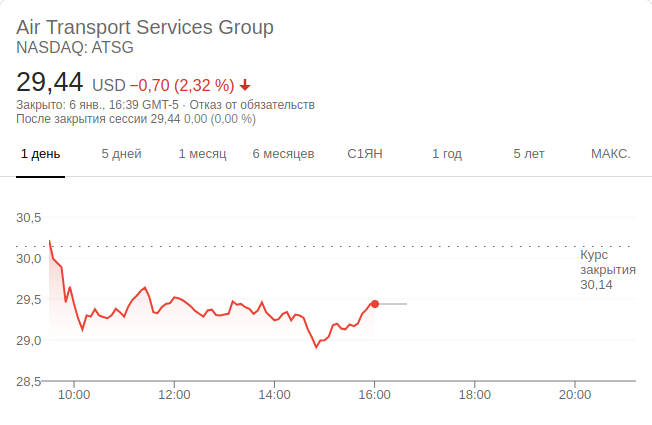 Air Transport Services Group
NASDAQ: ATSG
29,44 USD −0,70 (2,32 %)
Закрыто: 6 янв., 16:39 GMT-5 · Отказ от обязательств
После закрытия сессии 29,44 0,00 (0,00 %)
1 день 5 дней 1 месяц 6 месяцев С1ЯН 1 год 5 лет МАКС.
30,5
30,0
29,5
29,0
28,5
Курс
закрытия
30,14
10:00 12:00 14:00 16:00 18:00 20:00